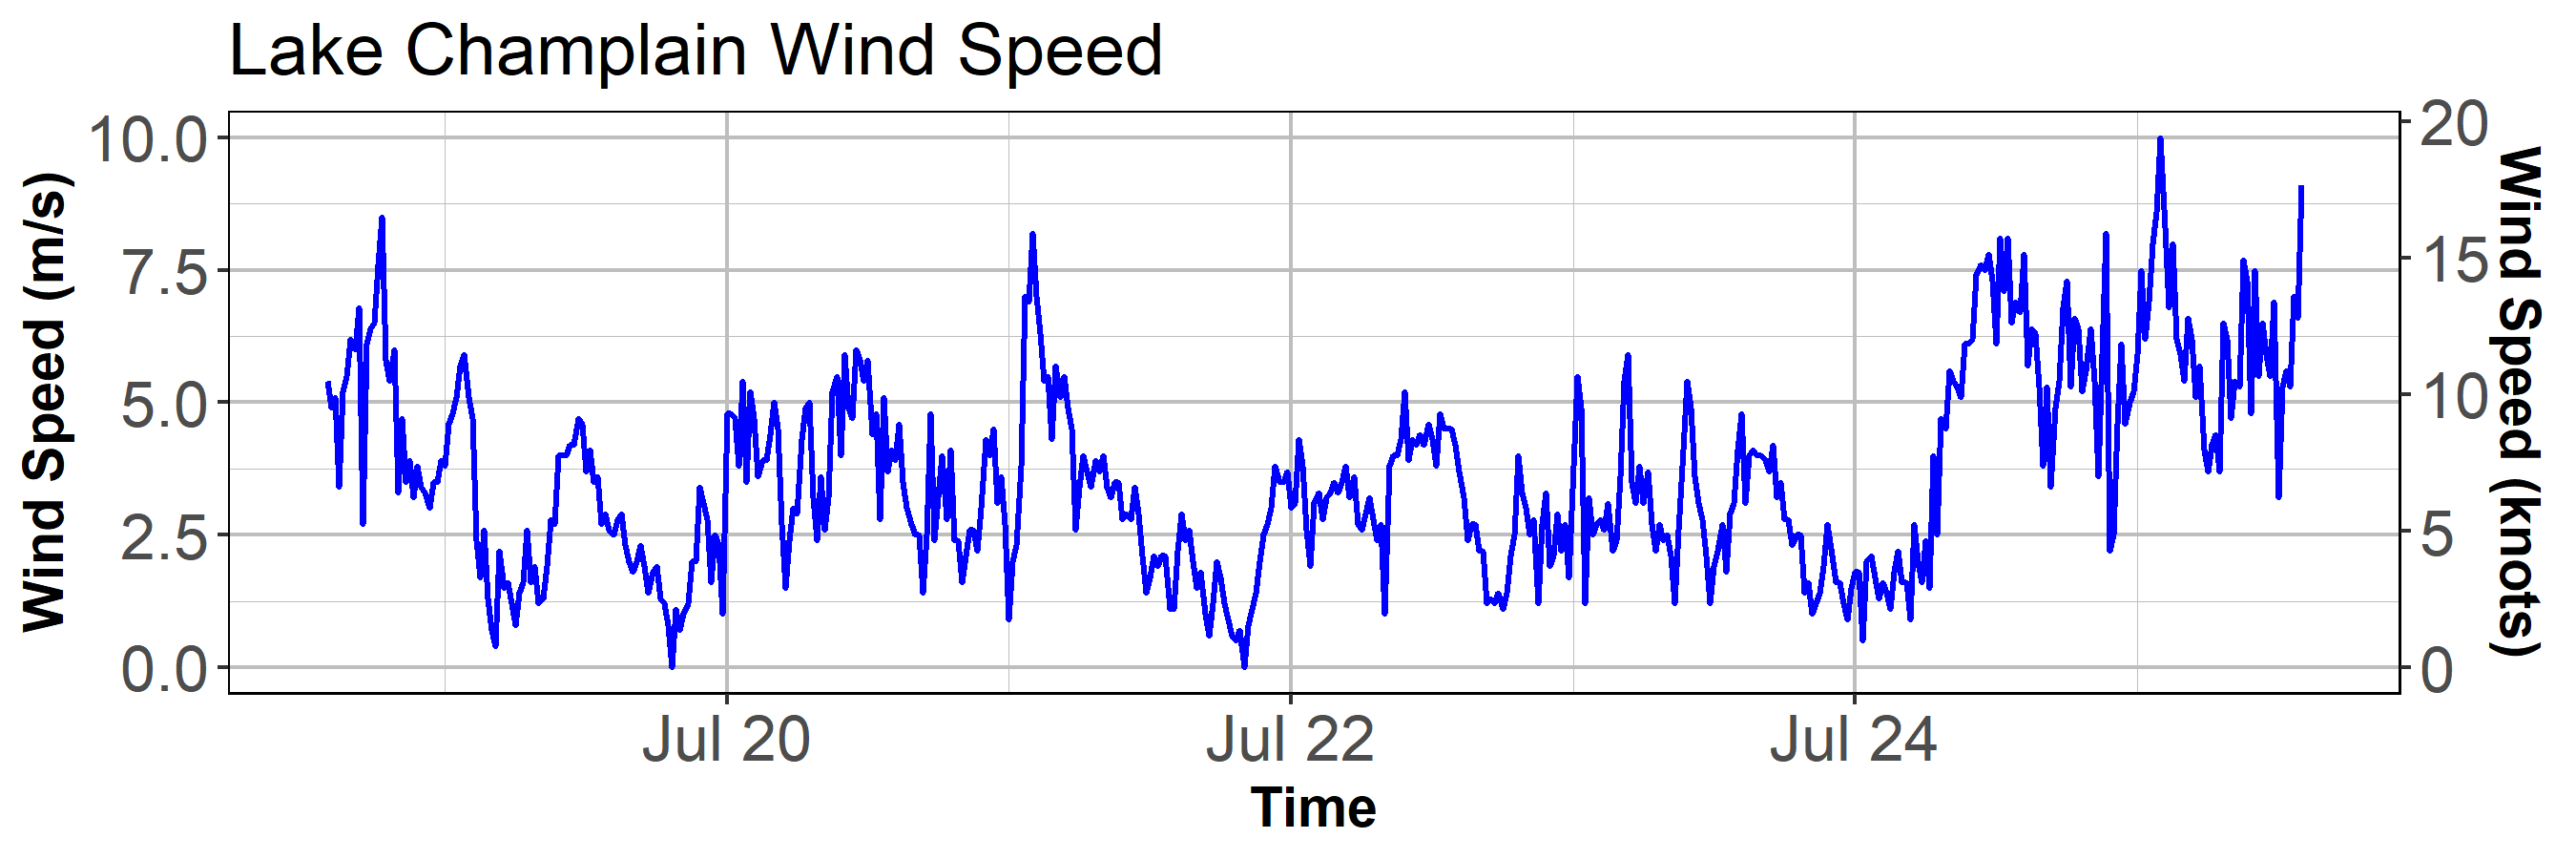 Lake Champlain Wind Speed
Wind Speed (m/s)
10.0
7.5
5.0
2.5
0.0
20
15
10
5
0
Wind Speed (knots)
Jul 20
Jul 22
Jul 24
Time